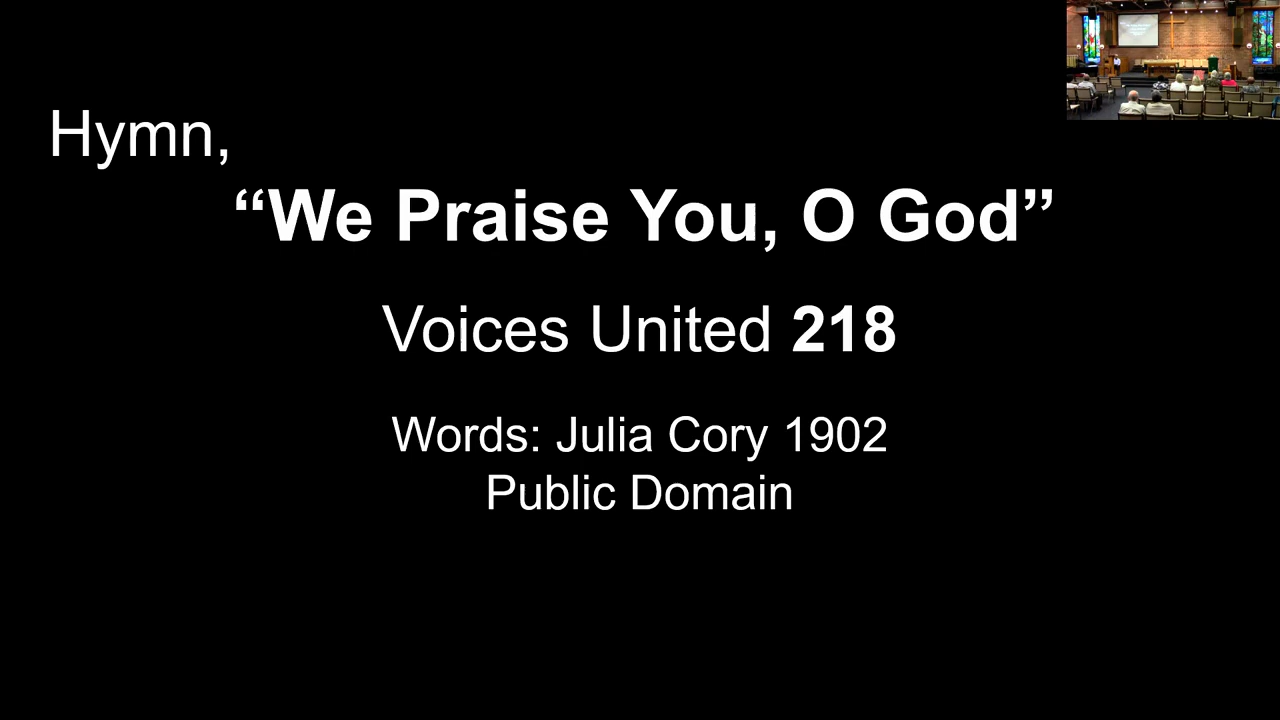 Hymn,
“We Praise You, O God”
Voices United 218
Words: Julia Cory 1902
Public Domain